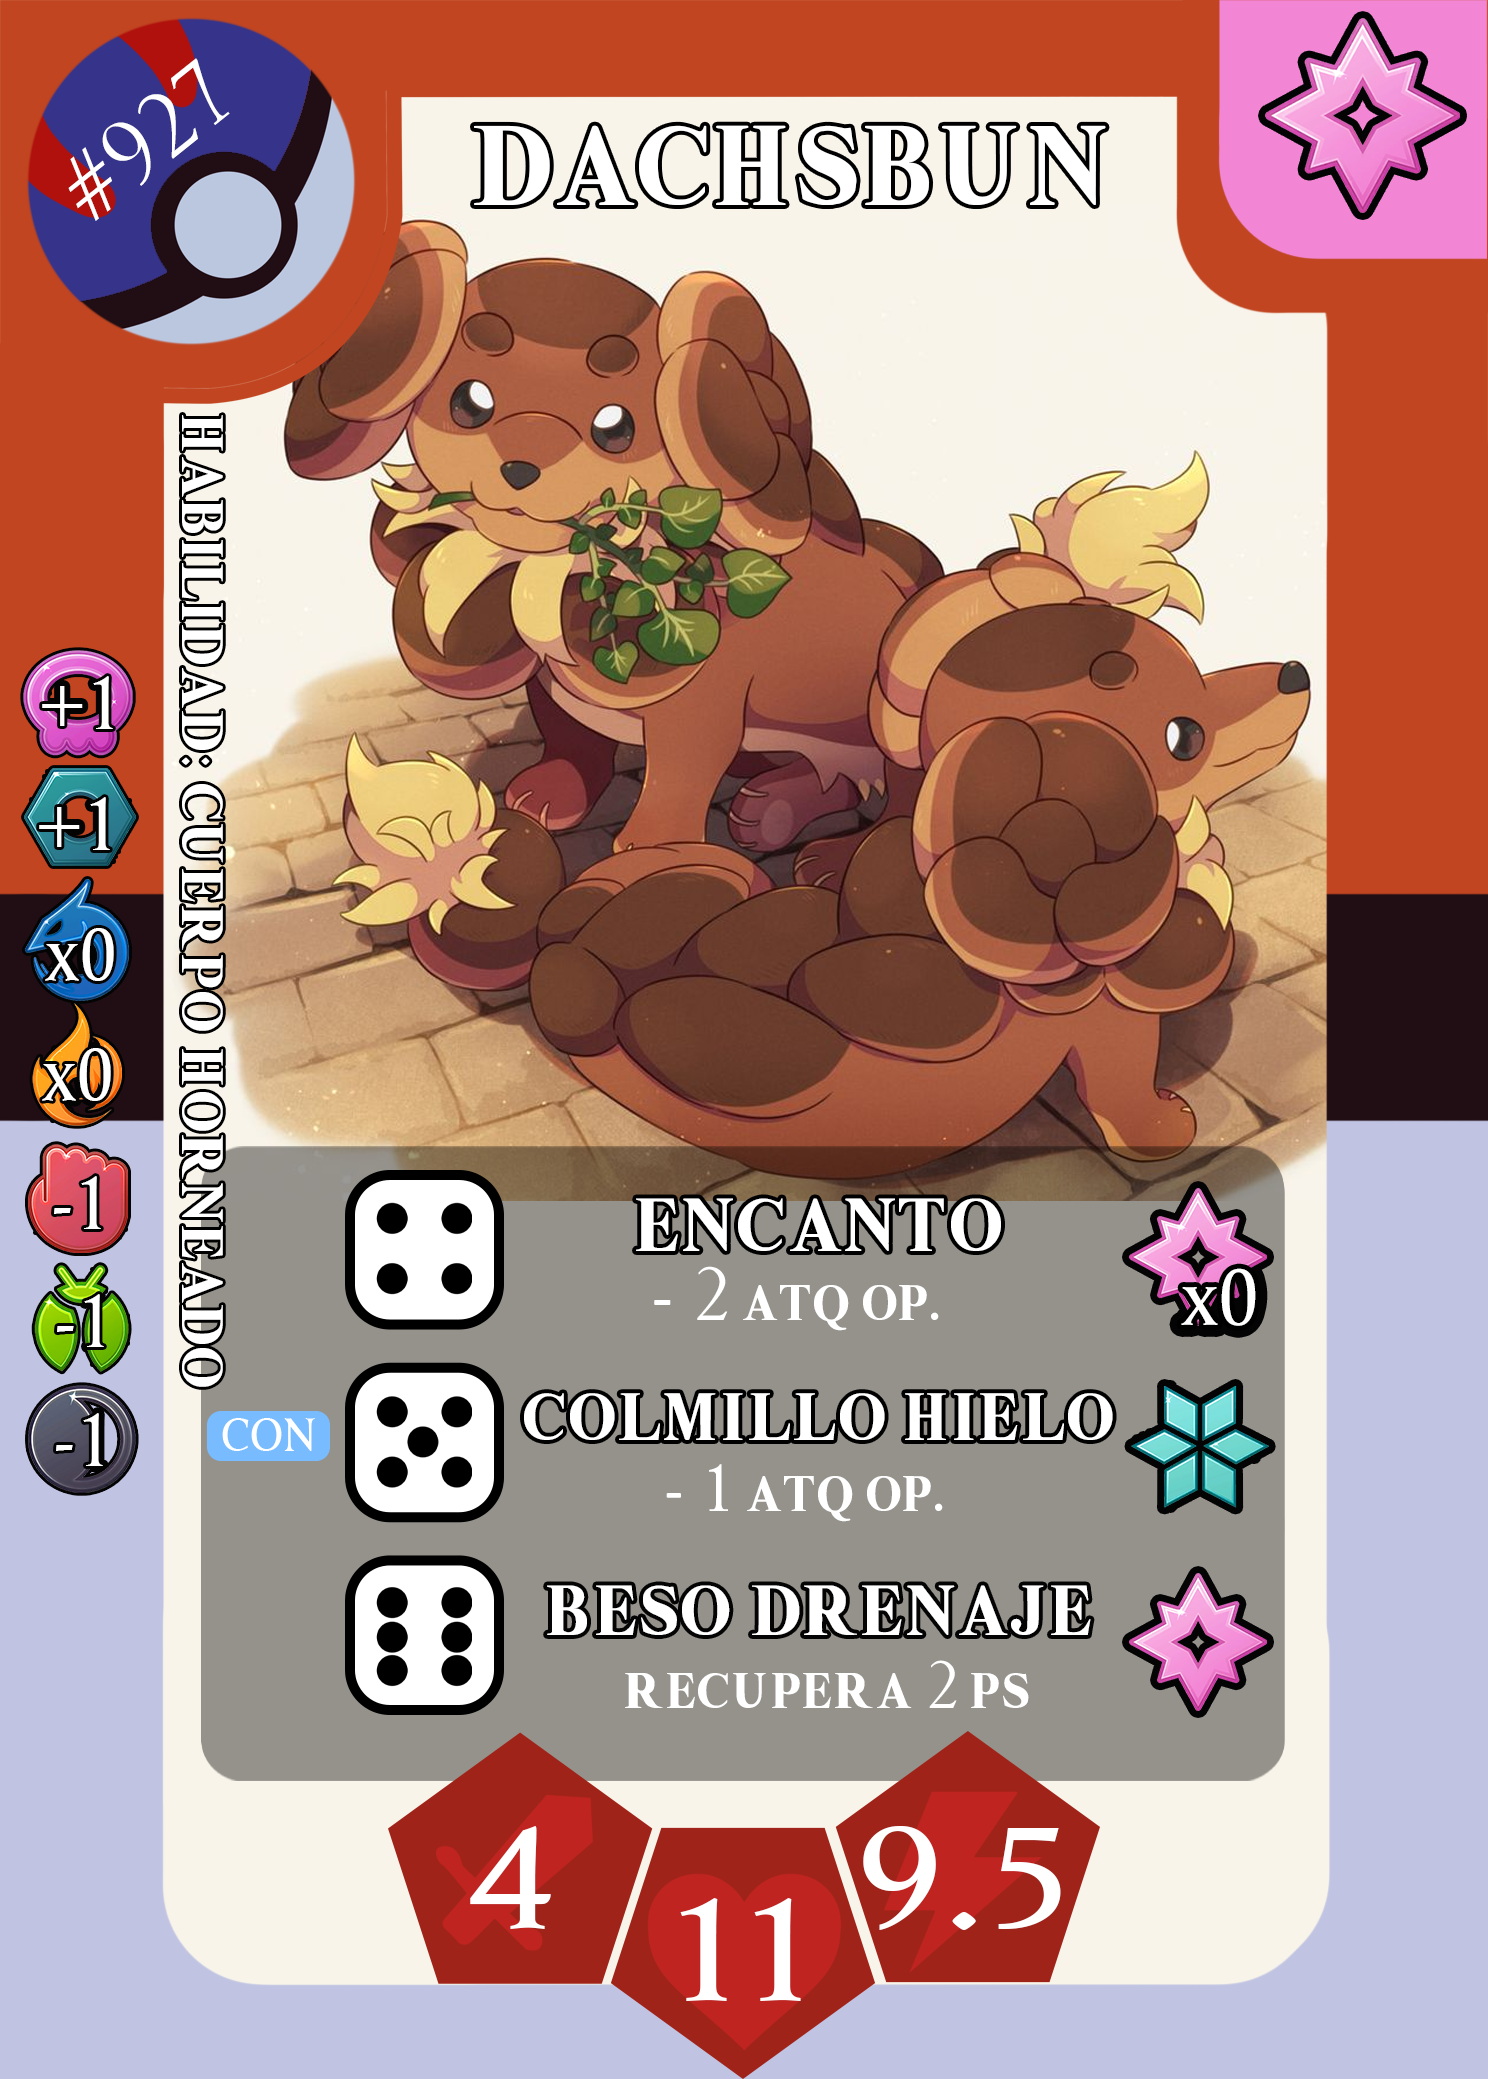 #927
DACHSBUN
HABILIDAD: CUERPO HORNEADO
+1
+1
x0
x0
-1
-1
-1
ENCANTO
- 2 ATQ OP.
x0
CON
COLMILLO HIELO
- 1 ATQ OP.
BESO DRENAJE
RECUPERA 2 PS
4
11
9.5